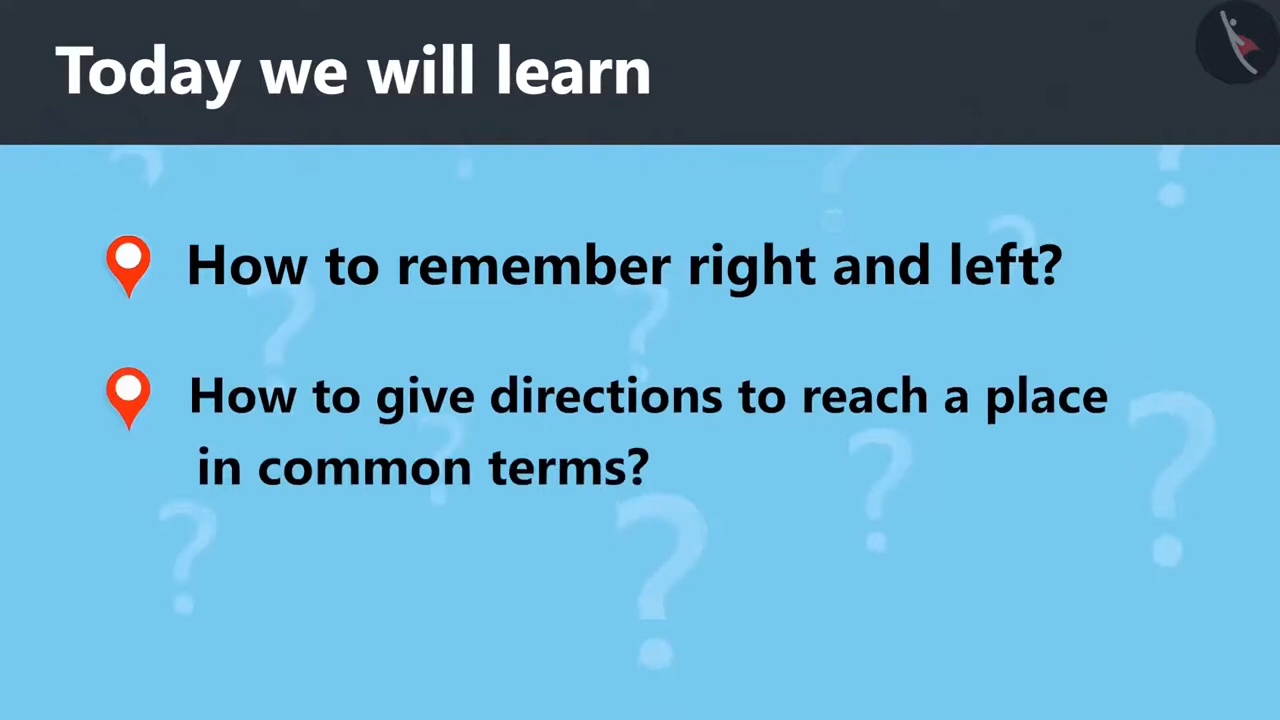 Today we will learn
How to remember right and left?
How to give directions to reach a place
in common terms?